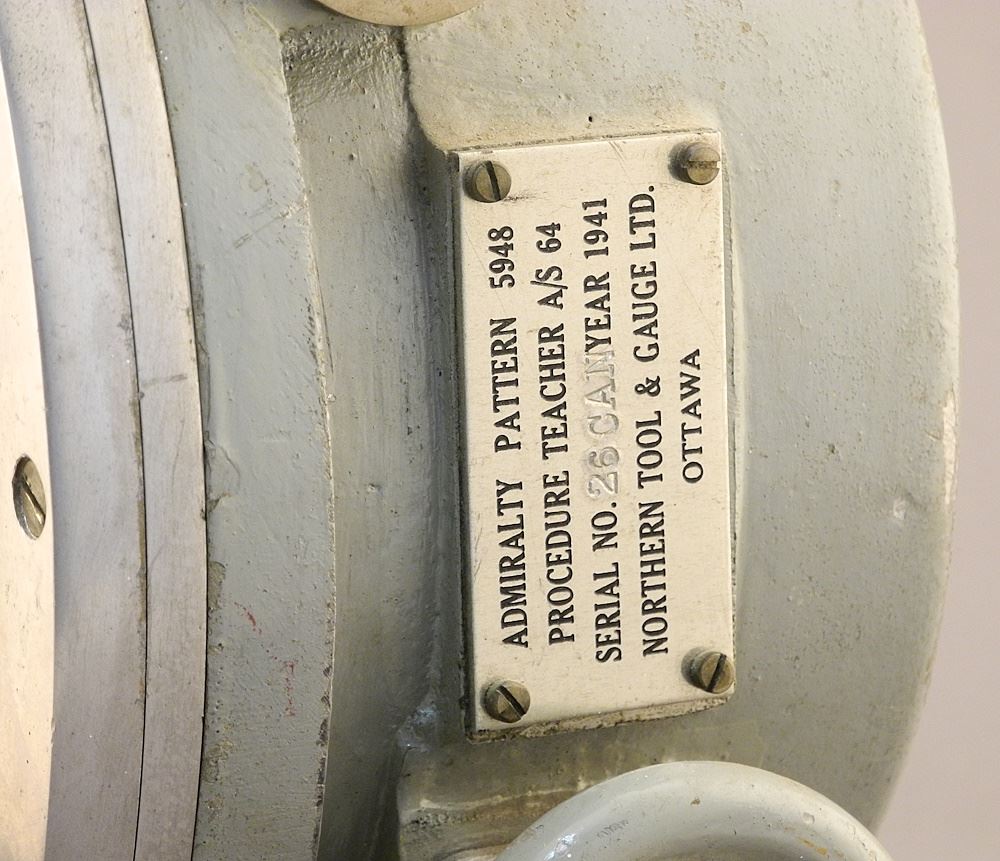 ADMIRALTY PATTERN 5948
PROCEDURE TEACHER A/S 64
SERIAL NO. 26 CAN YEAR 1941
NORTHERN TOOL & GAUGE LTD.
OTTAWA